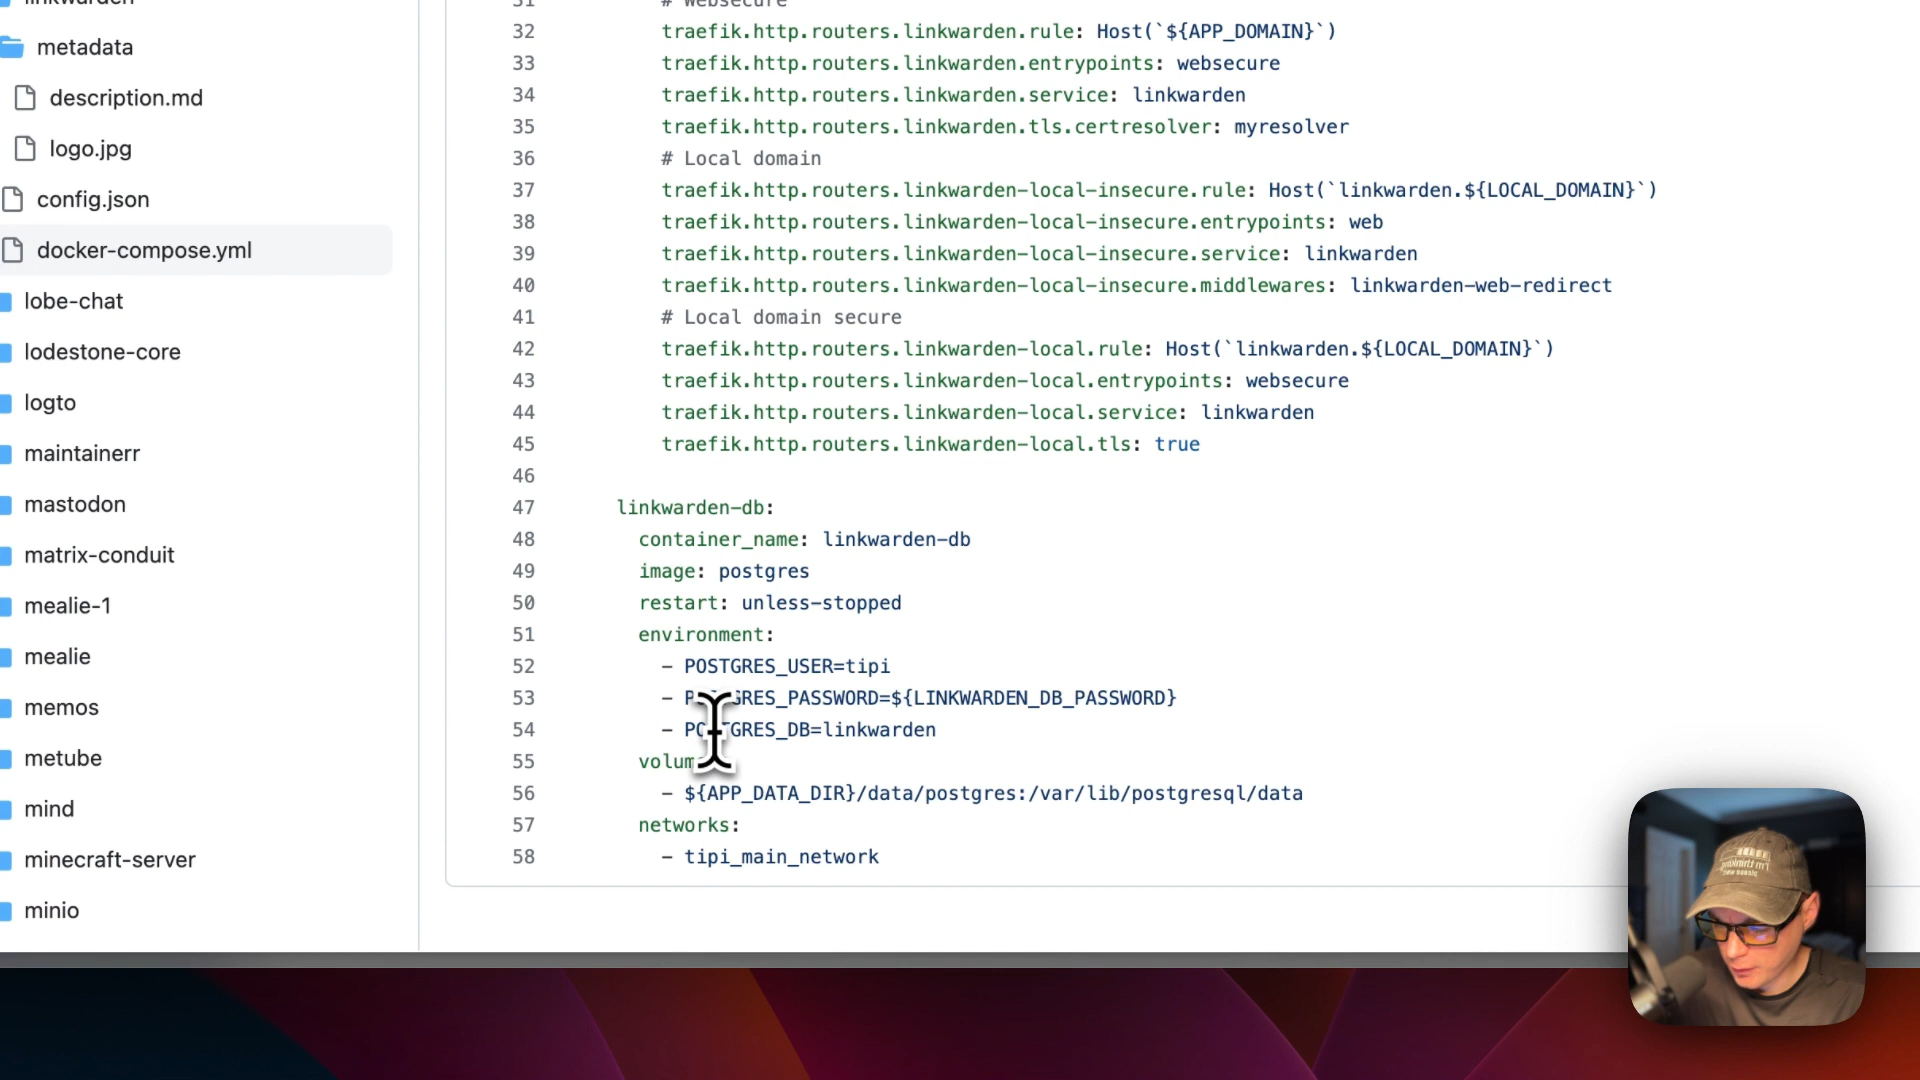 linkwarden
metadata
description.md
logo.jpg
config.json
docker-compose.yml
lobe-chat
lodestone-core
logto
maintainerr
mastodon
matrix-conduit
mealie-1
mealie
memos
metube
mind
minecraft-server
minio
31 # Websecure
32 traefik.http.routers.linkwarden.rule: Host(`${APP_DOMAIN}`)
33 traefik.http.routers.linkwarden.entrypoints: websecure
34 traefik.http.routers.linkwarden.service: linkwarden
35 traefik.http.routers.linkwarden.tls.certresolver: myresolver
36 # Local domain
37 traefik.http.routers.linkwarden-local-insecure.rule: Host(`linkwarden.${LOCAL_DOMAIN}`)
38 traefik.http.routers.linkwarden-local-insecure.entrypoints: web
39 traefik.http.routers.linkwarden-local-insecure.service: linkwarden
40 traefik.http.routers.linkwarden-local-insecure.middlewares: linkwarden-web-redirect
41 # Local domain secure
42 traefik.http.routers.linkwarden-local.rule: Host(`linkwarden.${LOCAL_DOMAIN}`)
43 traefik.http.routers.linkwarden-local.entrypoints: websecure
44 traefik.http.routers.linkwarden-local.service: linkwarden
45 traefik.http.routers.linkwarden-local.tls: true
46
47 linkwarden-db:
48 container_name: linkwarden-db
49 image: postgres
50 restart: unless-stopped
51 environment:
52 - POSTGRES_USER=tipi
53 - POSTGRES_PASSWORD=${LINKWARDEN_DB_PASSWORD}
54 - POSTGRES_DB=linkwarden
55 volum
56 - ${APP_DATA_DIR}/data/postgres:/var/lib/postgresql/data
57 networks:
58 - tipi_main_network